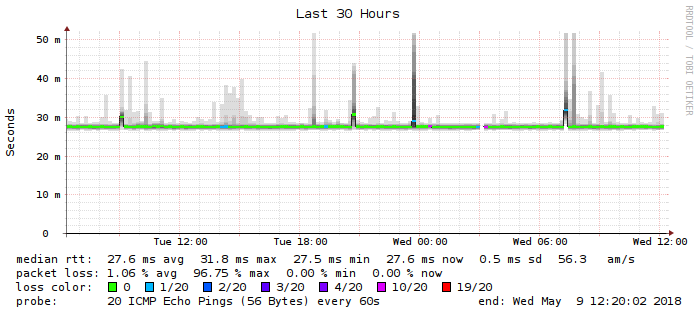 Last 30 Hours
RRDTOOL / TOBI OETIKER
Seconds
50 m
40 m
30 m
20 m
10 m
0
Tue 12:00 Tue 18:00 Wed 00:00 Wed 06:00 Wed 12:00
median rtt: 27.6 ms avg 31.8 ms max 27.5 ms min 27.6 ms now 0.5 ms sd 56.3 am/s
packet loss: 1.06 % avg 96.75 % max 0.00 % min 0.00 % now
loss color: 0 1/20 2/20 3/20 4/20 10/20 19/20
probe: 20 ICMP Echo Pings (56 Bytes) every 60s end: Wed May 9 12:20:02 2018